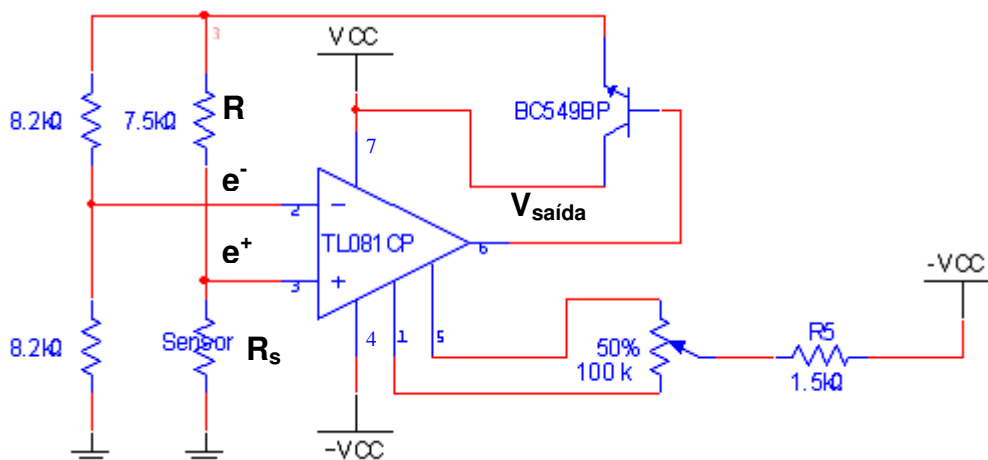 3
VCC
8.2kΩ
7.5kΩ
R
BC549BP
7
e-
2
Vsaída
TL081CP
6
e+
3
-VCC
8.2kΩ
Sensor
Rs
4
1
5
50%
100 k
R5
1.5kΩ
-VCC